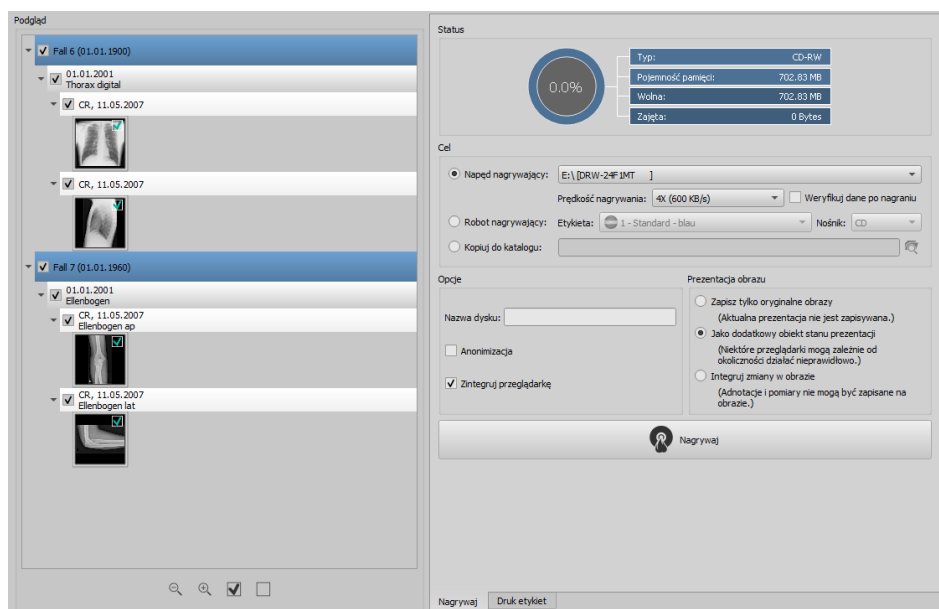 Podgląd
Fall 6 (01.01.1900)
01.01.2001
Thorax digital
CR, 11.05.2007
CR, 11.05.2007
Fall 7 (01.01.1960)
01.01.2001
Ellenbogen
CR, 11.05.2007
Ellenbogen ap
CR, 11.05.2007
Ellenbogen lat
Status
0.0%
Typ: CD-RW
Pojemność pamięci: 702.83 MB
Wolna: 702.83 MB
Zajęta: 0 Bytes
Cel
Napęd nagrywający: E:\ [DRW-24F1MT ]
Prędkość nagrywania: 4X (600 KB/s) Weryfikuj dane po nagraniu
Robot nagrywający: Etykieta: 1 - Standard - blau Nośnik: CD
Kopiuj do katalogu:
Opcje
Nazwa dysku:
Anonimizacja
Zintegruj przeglądarkę
Prezentacja obrazu
Zapisz tylko oryginalne obrazy
(Aktualna prezentacja nie jest zapisywana.)
Jako dodatkowy obiekt stanu prezentacji
(Niektóre przeglądarki mogą zależnie od
okoliczności działać nieprawidłowo.)
Integruj zmiany w obrazie
(Adnotacje i pomiary nie mogą być zapisane na
obrazie.)
Nagrywaj
Nagrywaj Druk etykiet